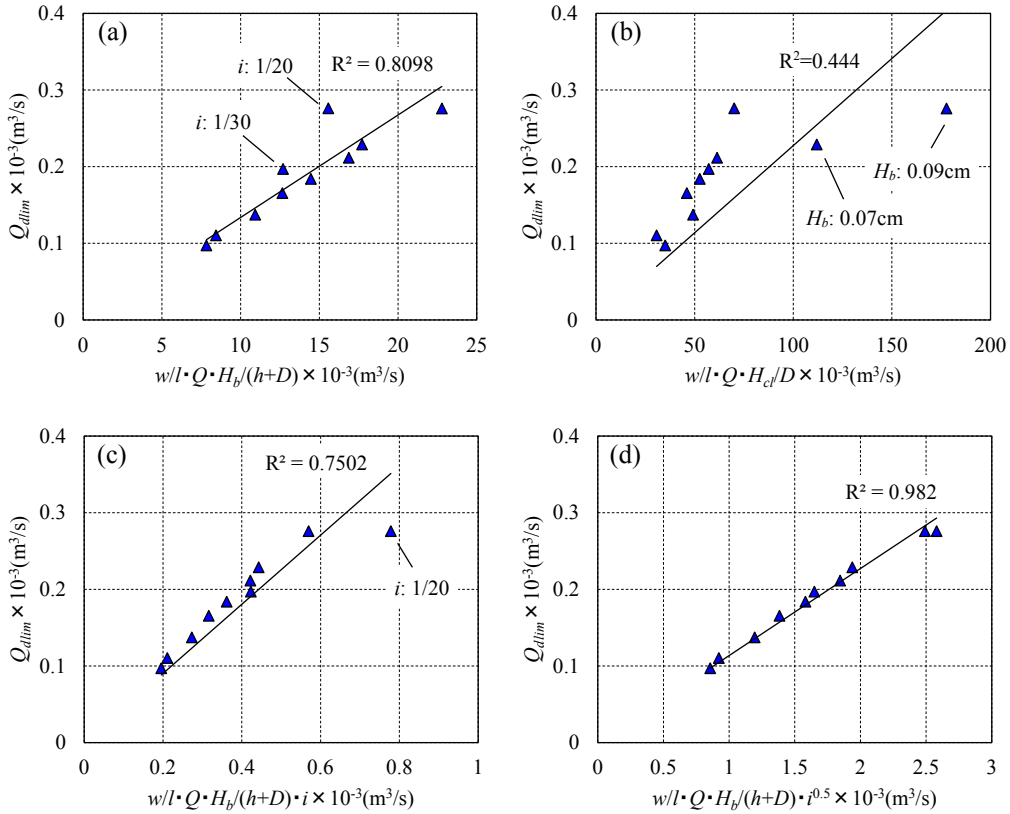 (a)
0.4
0.3
0.2
0.1
0
i: 1/20
R² = 0.8098
i: 1/30
Q_dlim × 10⁻³(m³/s)
0 5 10 15 20 25
w/l･Q･H_b/(h+D) × 10⁻³(m³/s)
(b)
0.4
0.3
0.2
0.1
0
R²=0.444
H_b: 0.09cm
H_b: 0.07cm
Q_dlim × 10⁻³(m³/s)
0 50 100 150 200
w/l･Q･H_cl/D × 10⁻³(m³/s)
(c)
0.4
0.3
0.2
0.1
0
R² = 0.7502
i: 1/20
Q_dlim × 10⁻³(m³/s)
0 0.2 0.4 0.6 0.8 1
w/l･Q･H_b/(h+D)･i × 10⁻³(m³/s)
(d)
0.4
0.3
0.2
0.1
0
R² = 0.982
Q_dlim × 10⁻³(m³/s)
0 0.5 1 1.5 2 2.5 3
w/l･Q･H_b/(h+D)･i⁰·⁵ × 10⁻³(m³/s)